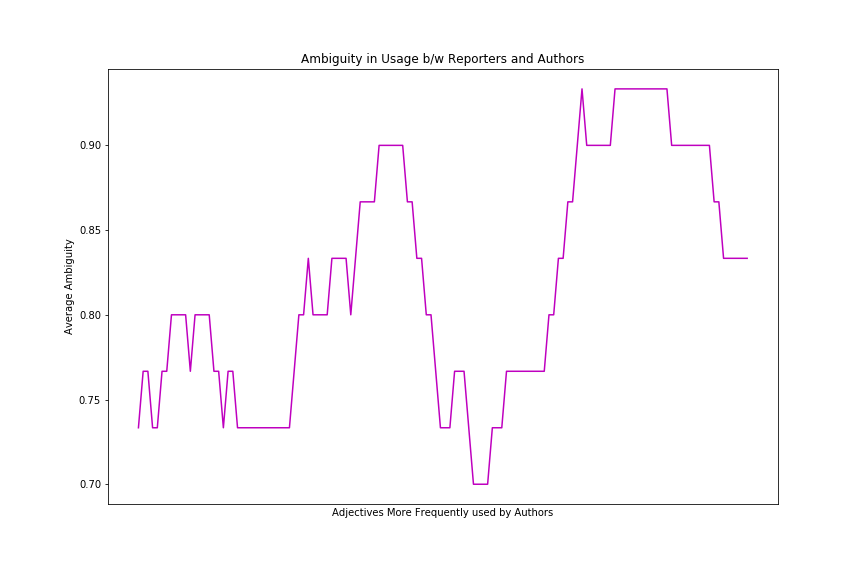 Ambiguity in Usage b/w Reporters and Authors
0.90
0.85
0.80
0.75
0.70
Average Ambiguity
Adjectives More Frequently used by Authors